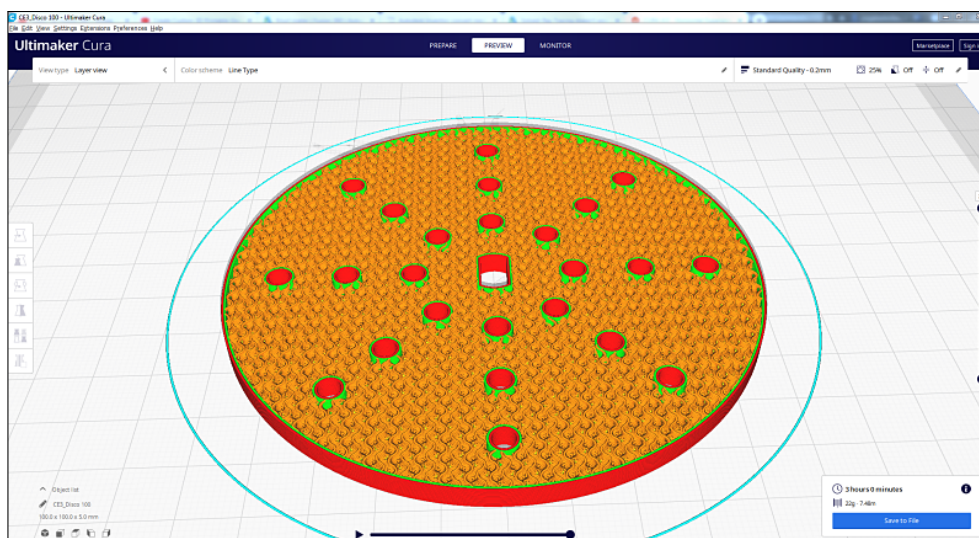 CE3_Disco 100 - Ultimaker Cura
File Edit View Settings Extensions Preferences Help
Ultimaker Cura
PREPARE
PREVIEW
MONITOR
Marketplace
Sign
View type Layer view
Color scheme Line Type
Standard Quality - 0.2mm
25%
Off
Off
Object list
CE3_Disco 100
100.0 x 100.0 x 5.0 mm
3 hours 0 minutes
22g · 7.46m
Save to File